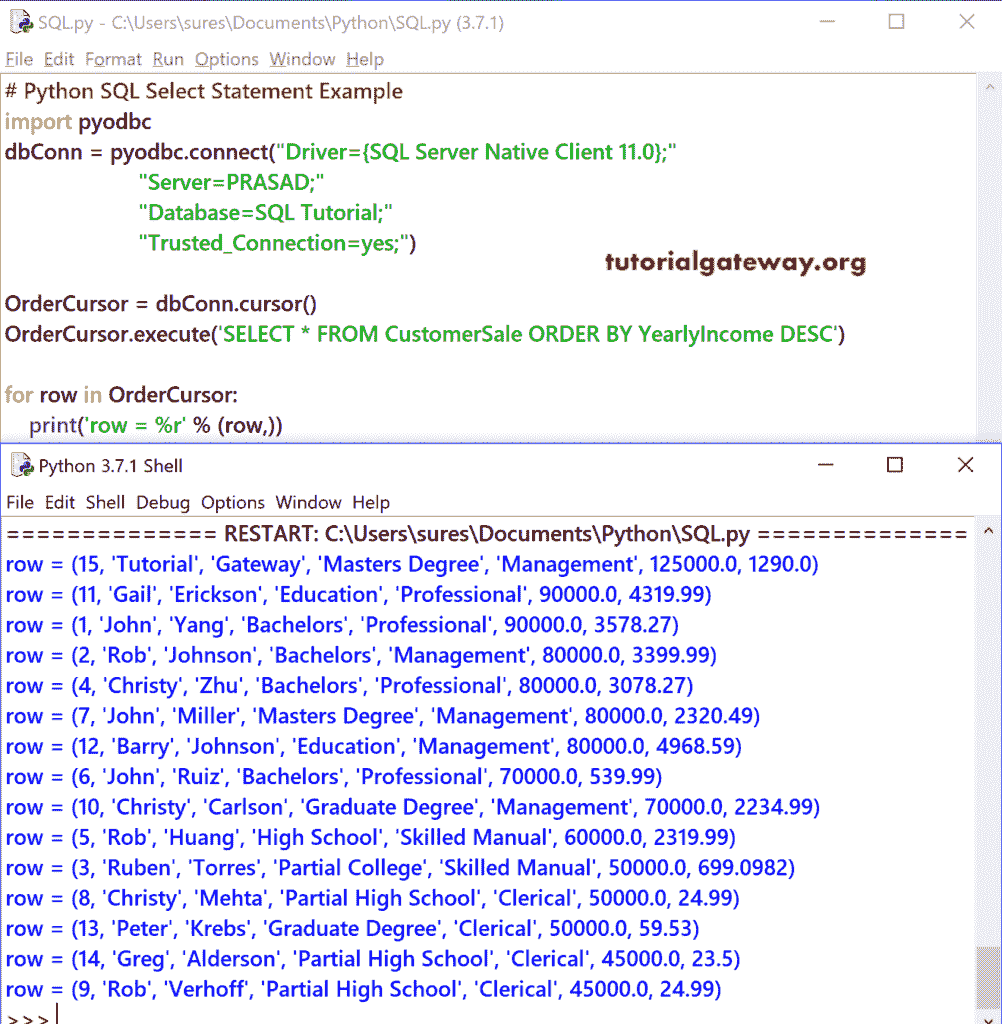 SQL.py - C:\Users\sures\Documents\Python\SQL.py (3.7.1)
File Edit Format Run Options Window Help
# Python SQL Select Statement Example
import pyodbc
dbConn = pyodbc.connect("Driver={SQL Server Native Client 11.0};"
"Server=PRASAD;"
"Database=SQL Tutorial;"
"Trusted_Connection=yes;")
tutorialgateway.org
OrderCursor = dbConn.cursor()
OrderCursor.execute('SELECT * FROM CustomerSale ORDER BY YearlyIncome DESC')
for row in OrderCursor:
print('row = %r' % (row,))
Python 3.7.1 Shell
File Edit Shell Debug Options Window Help
============== RESTART: C:\Users\sures\Documents\Python\SQL.py ==============
row = (15, 'Tutorial', 'Gateway', 'Masters Degree', 'Management', 125000.0, 1290.0)
row = (11, 'Gail', 'Erickson', 'Education', 'Professional', 90000.0, 4319.99)
row = (1, 'John', 'Yang', 'Bachelors', 'Professional', 90000.0, 3578.27)
row = (2, 'Rob', 'Johnson', 'Bachelors', 'Management', 80000.0, 3399.99)
row = (4, 'Christy', 'Zhu', 'Bachelors', 'Professional', 80000.0, 3078.27)
row = (7, 'John', 'Miller', 'Masters Degree', 'Management', 80000.0, 2320.49)
row = (12, 'Barry', 'Johnson', 'Education', 'Management', 80000.0, 4968.59)
row = (6, 'John', 'Ruiz', 'Bachelors', 'Professional', 70000.0, 539.99)
row = (10, 'Christy', 'Carlson', 'Graduate Degree', 'Management', 70000.0, 2234.99)
row = (5, 'Rob', 'Huang', 'High School', 'Skilled Manual', 60000.0, 2319.99)
row = (3, 'Ruben', 'Torres', 'Partial College', 'Skilled Manual', 50000.0, 699.0982)
row = (8, 'Christy', 'Mehta', 'Partial High School', 'Clerical', 50000.0, 24.99)
row = (13, 'Peter', 'Krebs', 'Graduate Degree', 'Clerical', 50000.0, 59.53)
row = (14, 'Greg', 'Alderson', 'Partial High School', 'Clerical', 45000.0, 23.5)
row = (9, 'Rob', 'Verhoff', 'Partial High School', 'Clerical', 45000.0, 24.99)
>>>